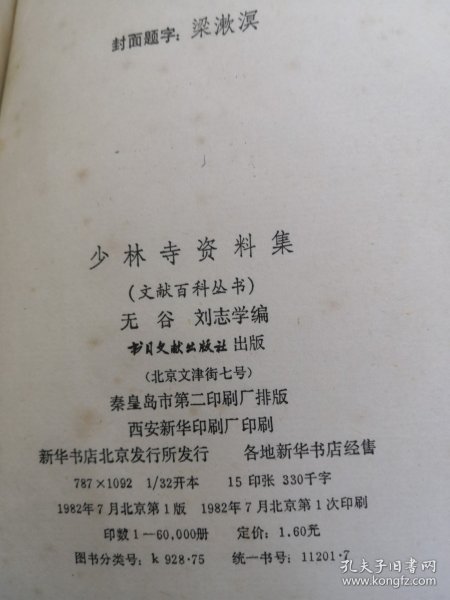 封面题字：梁漱溟
少林寺资料集
（文献百科丛书）
无谷 刘志学编
书目文献出版社出版
（北京文津街七号）
秦皇岛市第二印刷厂排版
西安新华印刷厂印刷
新华书店北京发行所发行 各地新华书店经售
787×1092 1/32开本 15印张 330千字
1982年7月北京第1版 1982年7月北京第1次印刷
印数1—60,000册 定价：1.60元
图书分类号：k 928·75 统一书号：11201·7
孔夫子旧书网
www.kongfz.com